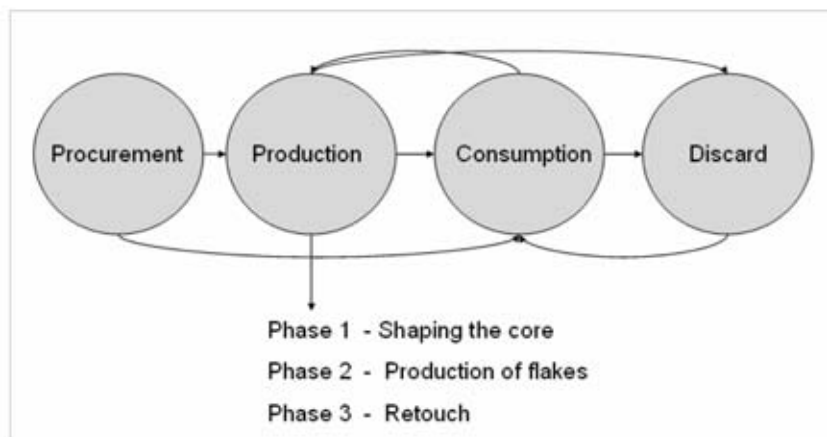 Procurement
Production
Consumption
Discard
Phase 1 - Shaping the core
Phase 2 - Production of flakes
Phase 3 - Retouch